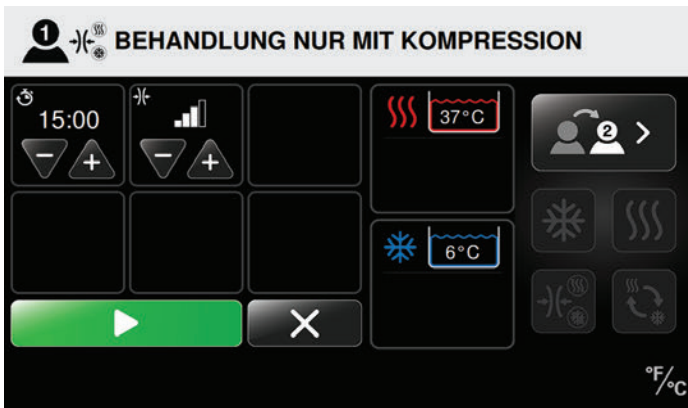 1 BEHANDLUNG NUR MIT KOMPRESSION
15:00
- +
- +
37°C
2 >
6°C
X
°F/°C